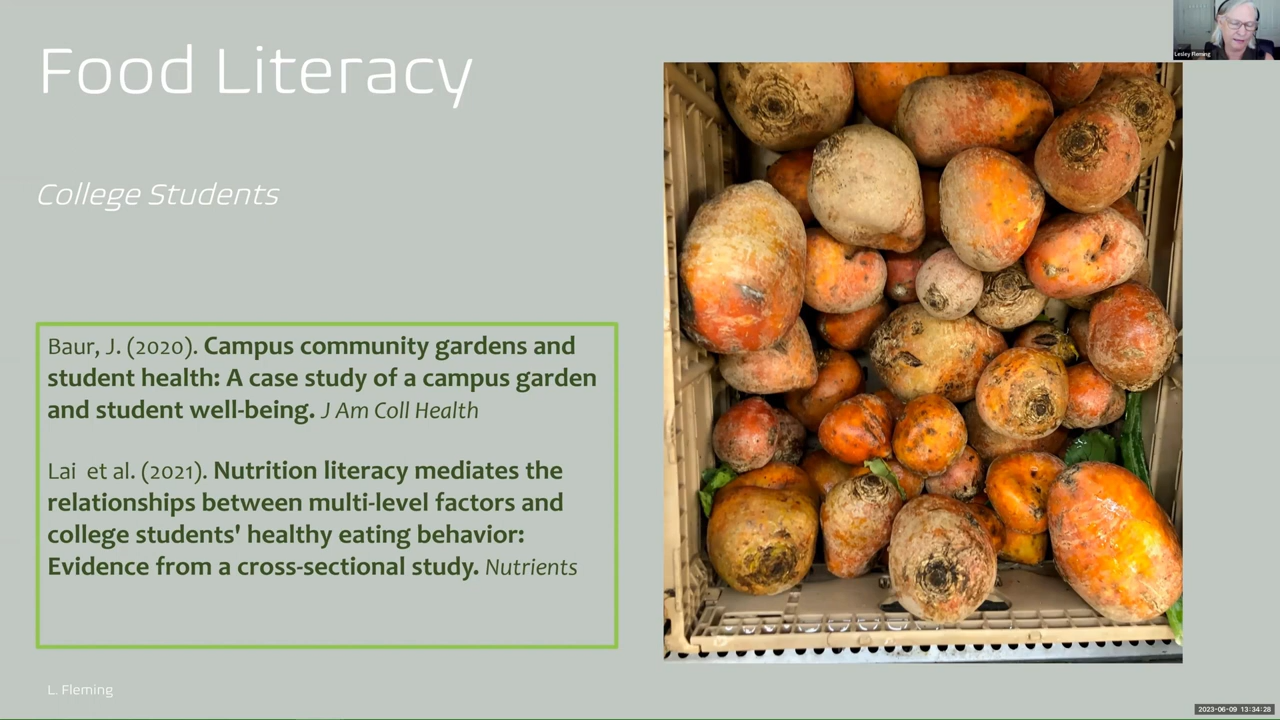 Food Literacy
Lesley Fleming
College Students
Baur, J. (2020). Campus community gardens and
student health: A case study of a campus garden
and student well-being. J Am Coll Health
Lai et al. (2021). Nutrition literacy mediates the
relationships between multi-level factors and
college students' healthy eating behavior:
Evidence from a cross-sectional study. Nutrients
L. Fleming
2023-06-09 13:34:28